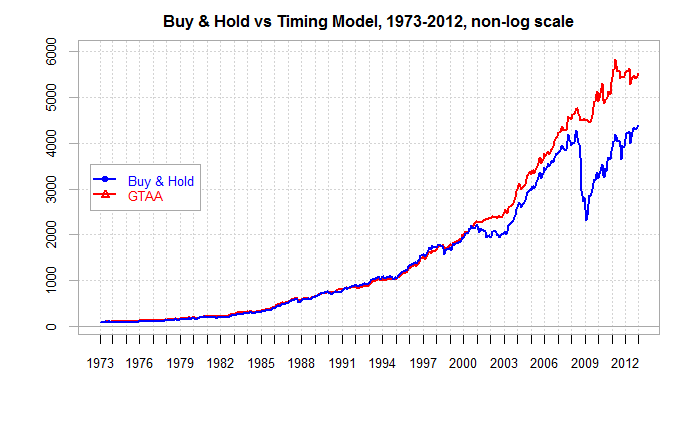 Buy & Hold vs Timing Model, 1973-2012, non-log scale
6000
5000
4000
3000
2000
1000
0
Buy & Hold
GTAA
1973 1976 1979 1982 1985 1988 1991 1994 1997 2000 2003 2006 2009 2012